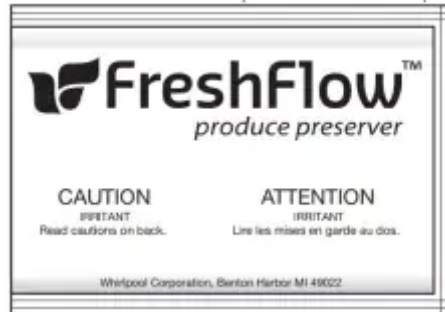 FreshFlow™
produce preserver
CAUTION
IRRITANT
Read cautions on back.
ATTENTION
IRRITANT
Lire les mises en garde au dos.
Whirlpool Corporation, Benton Harbor MI 49022